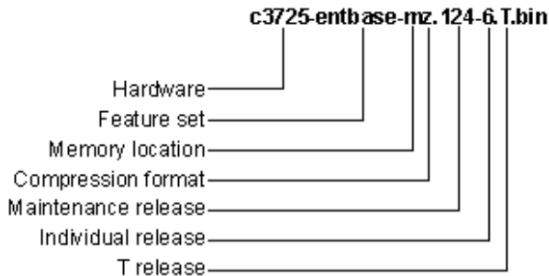 c3725-entbase-mz.124-6.T.bin
Hardware
Feature set
Memory location
Compression format
Maintenance release
Individual release
T release